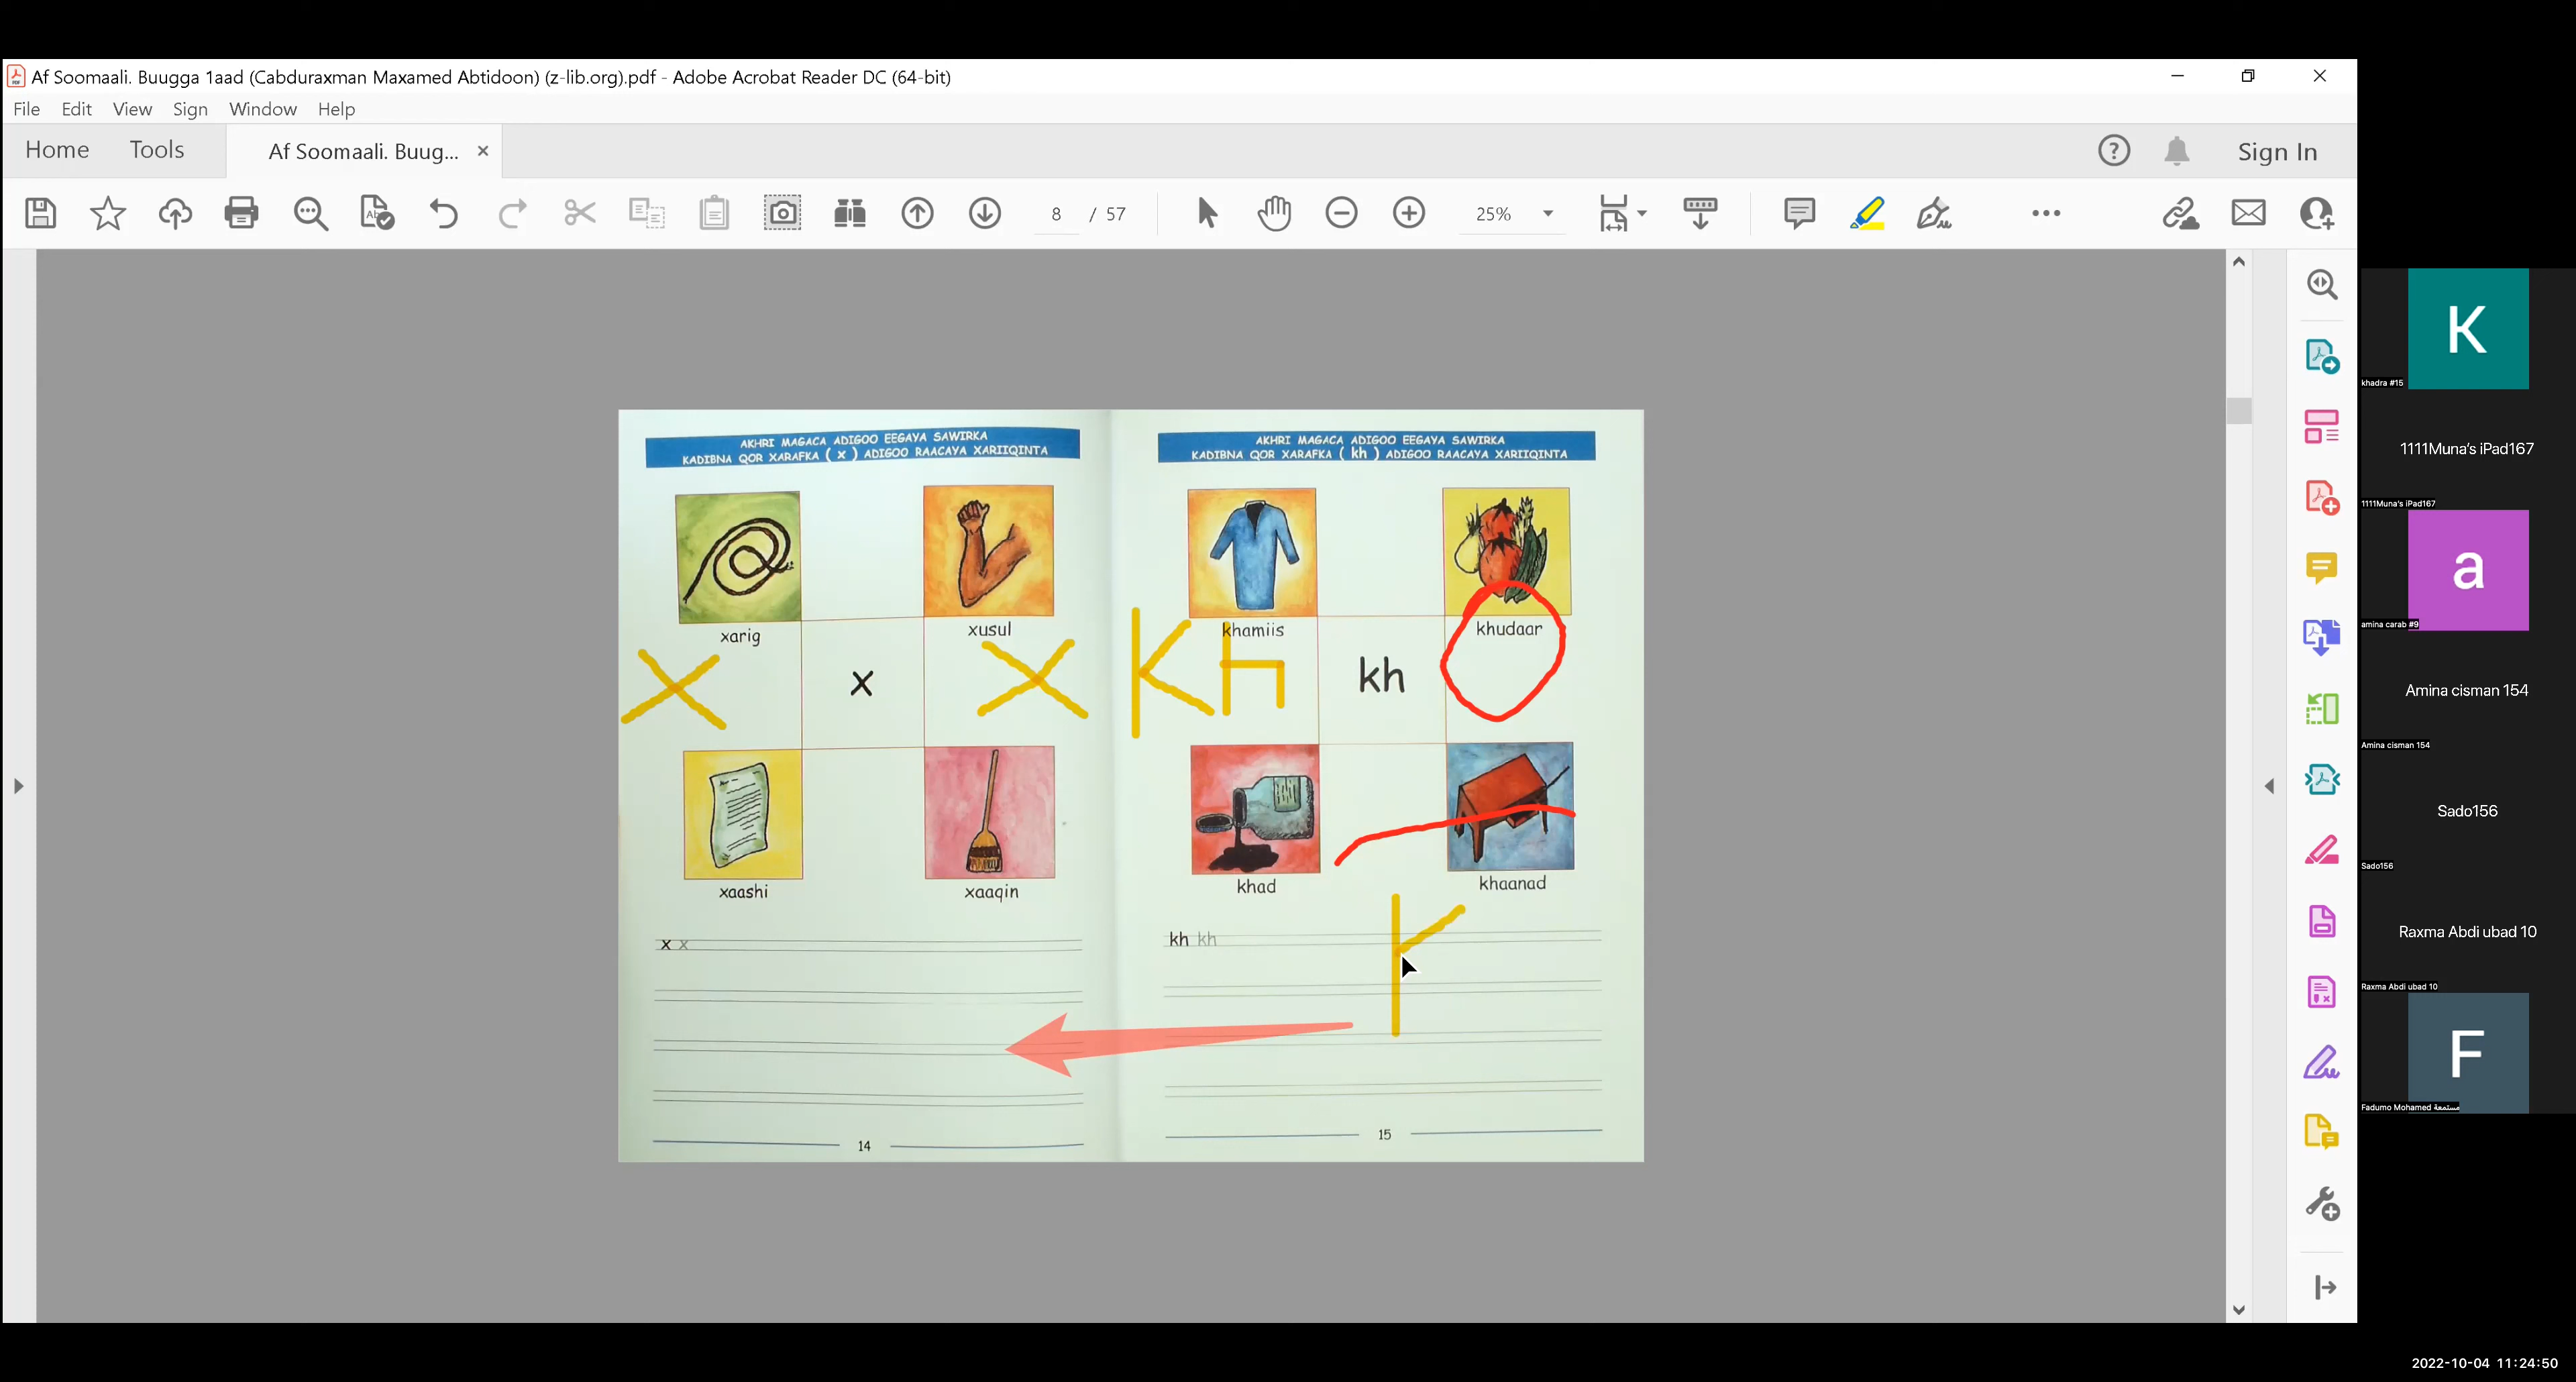 Af Soomaali. Buugga 1aad (Cabduraxman Maxamed Abtidoon) (z-lib.org).pdf - Adobe Acrobat Reader DC (64-bit)
File Edit View Sign Window Help
Home Tools Af Soomaali. Buug... × Sign In
8 / 57 25%
AKHRI MAGACA ADIGOO EEGAYA SAWIRKA
KADIBNA QOR XARAFKA ( x ) ADIGOO RAACAYA XARIIQINTA
xarig xusul
X x X
xaashi xaaqin
x x
14
AKHRI MAGACA ADIGOO EEGAYA SAWIRKA
KADIBNA QOR XARAFKA ( kh ) ADIGOO RAACAYA XARIIQINTA
khamiis khudaar
Kh kh
khad khaanad
kh kh
15
K
khadra #15
1111Muna's iPad167
1111Muna's iPad167
a
amina carab #9
Amina cisman 154
Amina cisman 154
Sado156
Sado156
Raxma Abdi ubad 10
Raxma Abdi ubad 10
F
Fadumo Mohamed مستمعة
2022-10-04 11:24:50